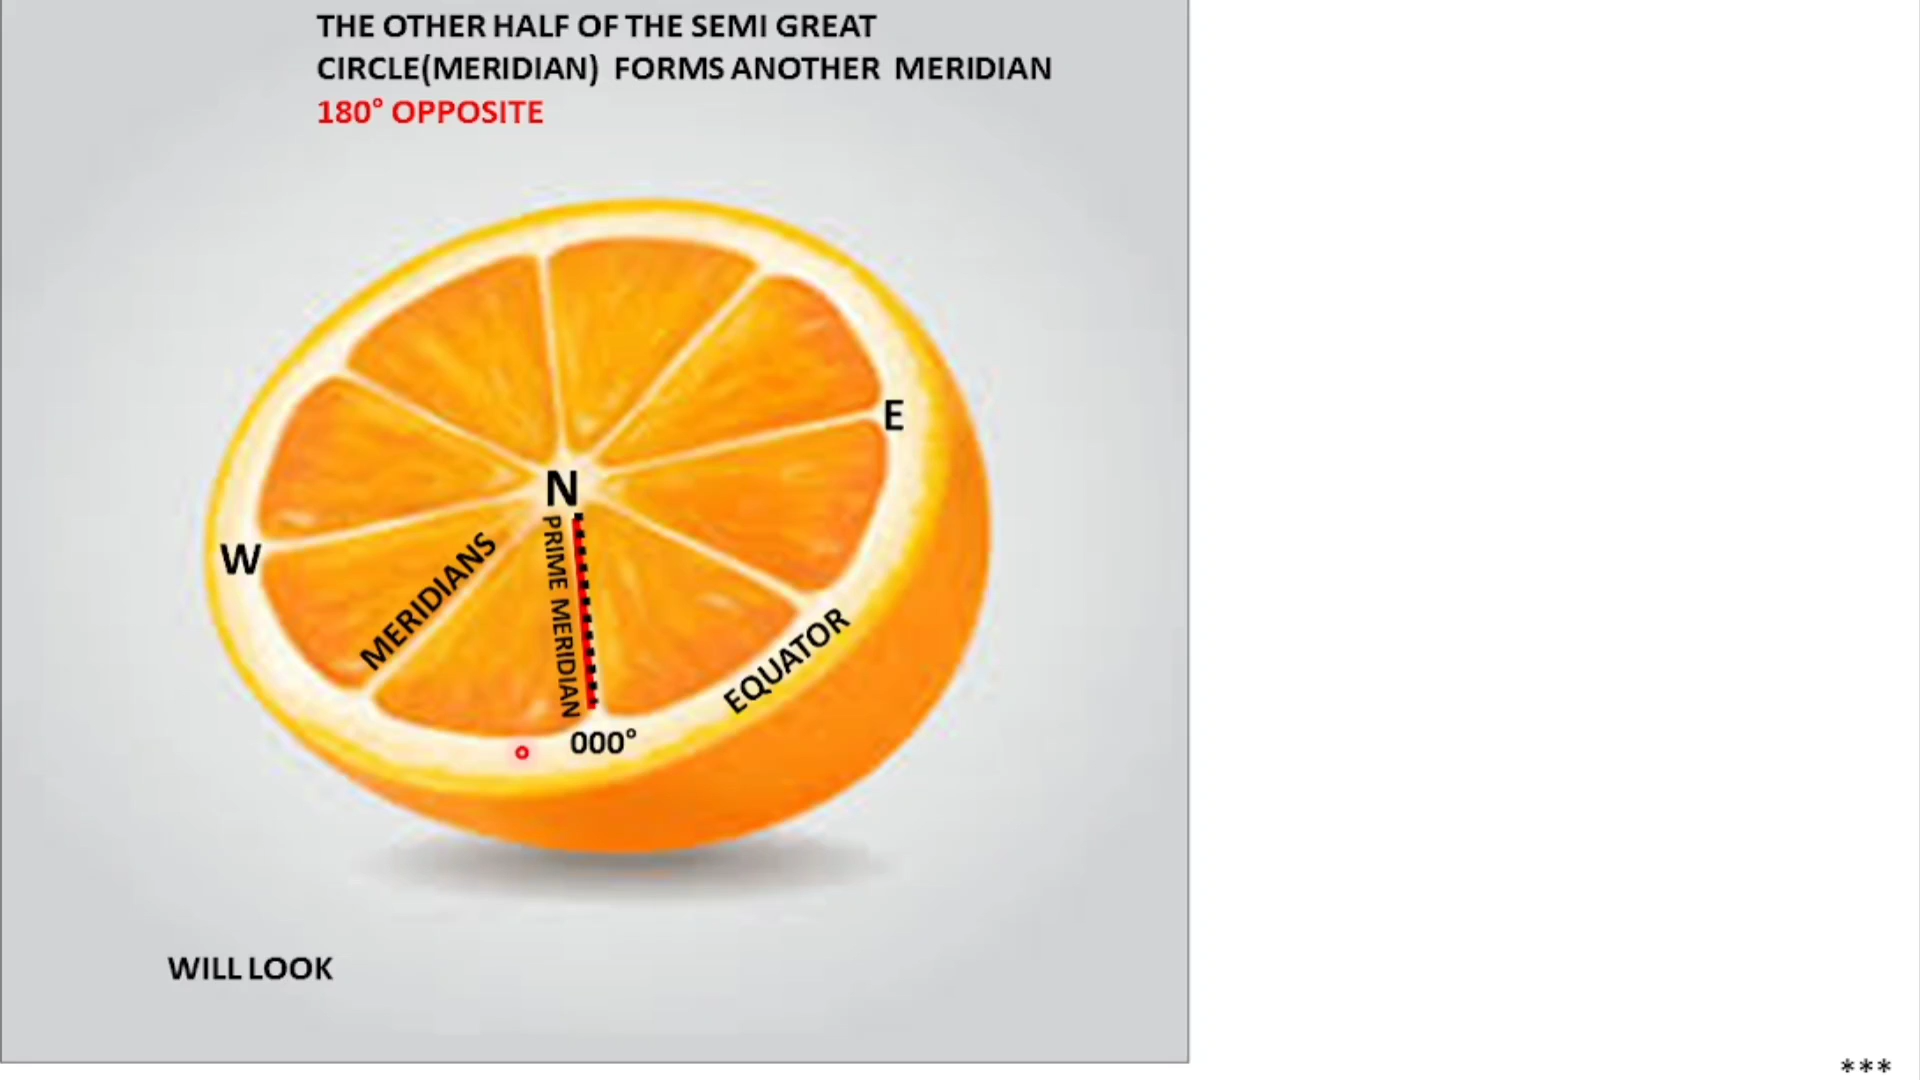 THE OTHER HALF OF THE SEMI GREAT
CIRCLE(MERIDIAN) FORMS ANOTHER MERIDIAN
180° OPPOSITE
E
N
W
MERIDIANS
PRIME MERIDIAN
EQUATOR
000°
WILL LOOK
***